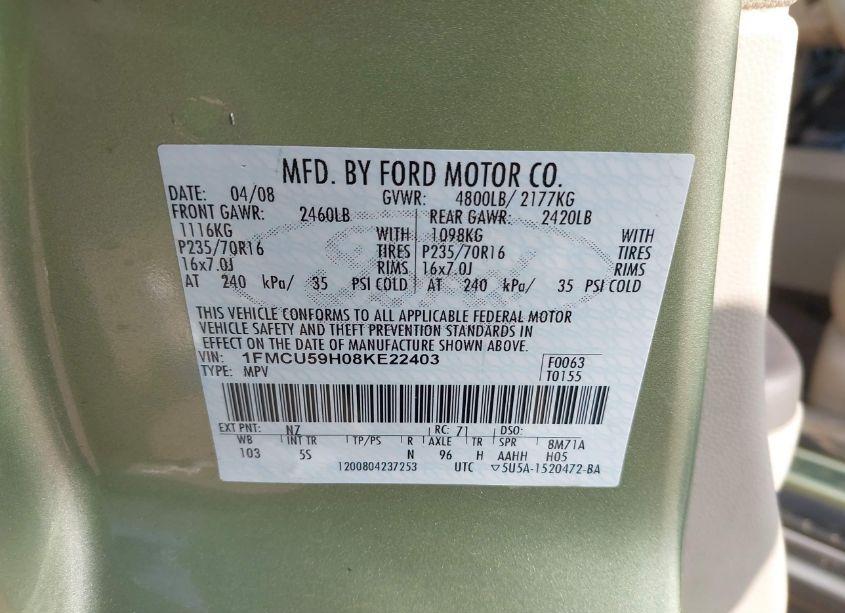 MFD. BY FORD MOTOR CO.
DATE: 04/08 GVWR: 4800LB/ 2177KG
FRONT GAWR: 2460LB REAR GAWR: 2420LB
1116KG WITH 1098KG WITH
P235/70R16 TIRES P235/70R16 TIRES
16x7.0J RIMS 16x7.0J RIMS
AT 240 kPa/ 35 PSI COLD AT 240 kPa/ 35 PSI COLD
THIS VEHICLE CONFORMS TO ALL APPLICABLE FEDERAL MOTOR
VEHICLE SAFETY AND THEFT PREVENTION STANDARDS IN
EFFECT ON THE DATE OF MANUFACTURE SHOWN ABOVE.
VIN: 1FMCU59H08KE22403 F0063
TYPE: MPV T0155
EXT PNT: NZ RC: 71 DSO:
WB INT TR TP/PS R AXLE TR SPR BM71A
103 5S N 96 H AAHH H05
1200804237253 UTC ▽5U5A-1520472-BA